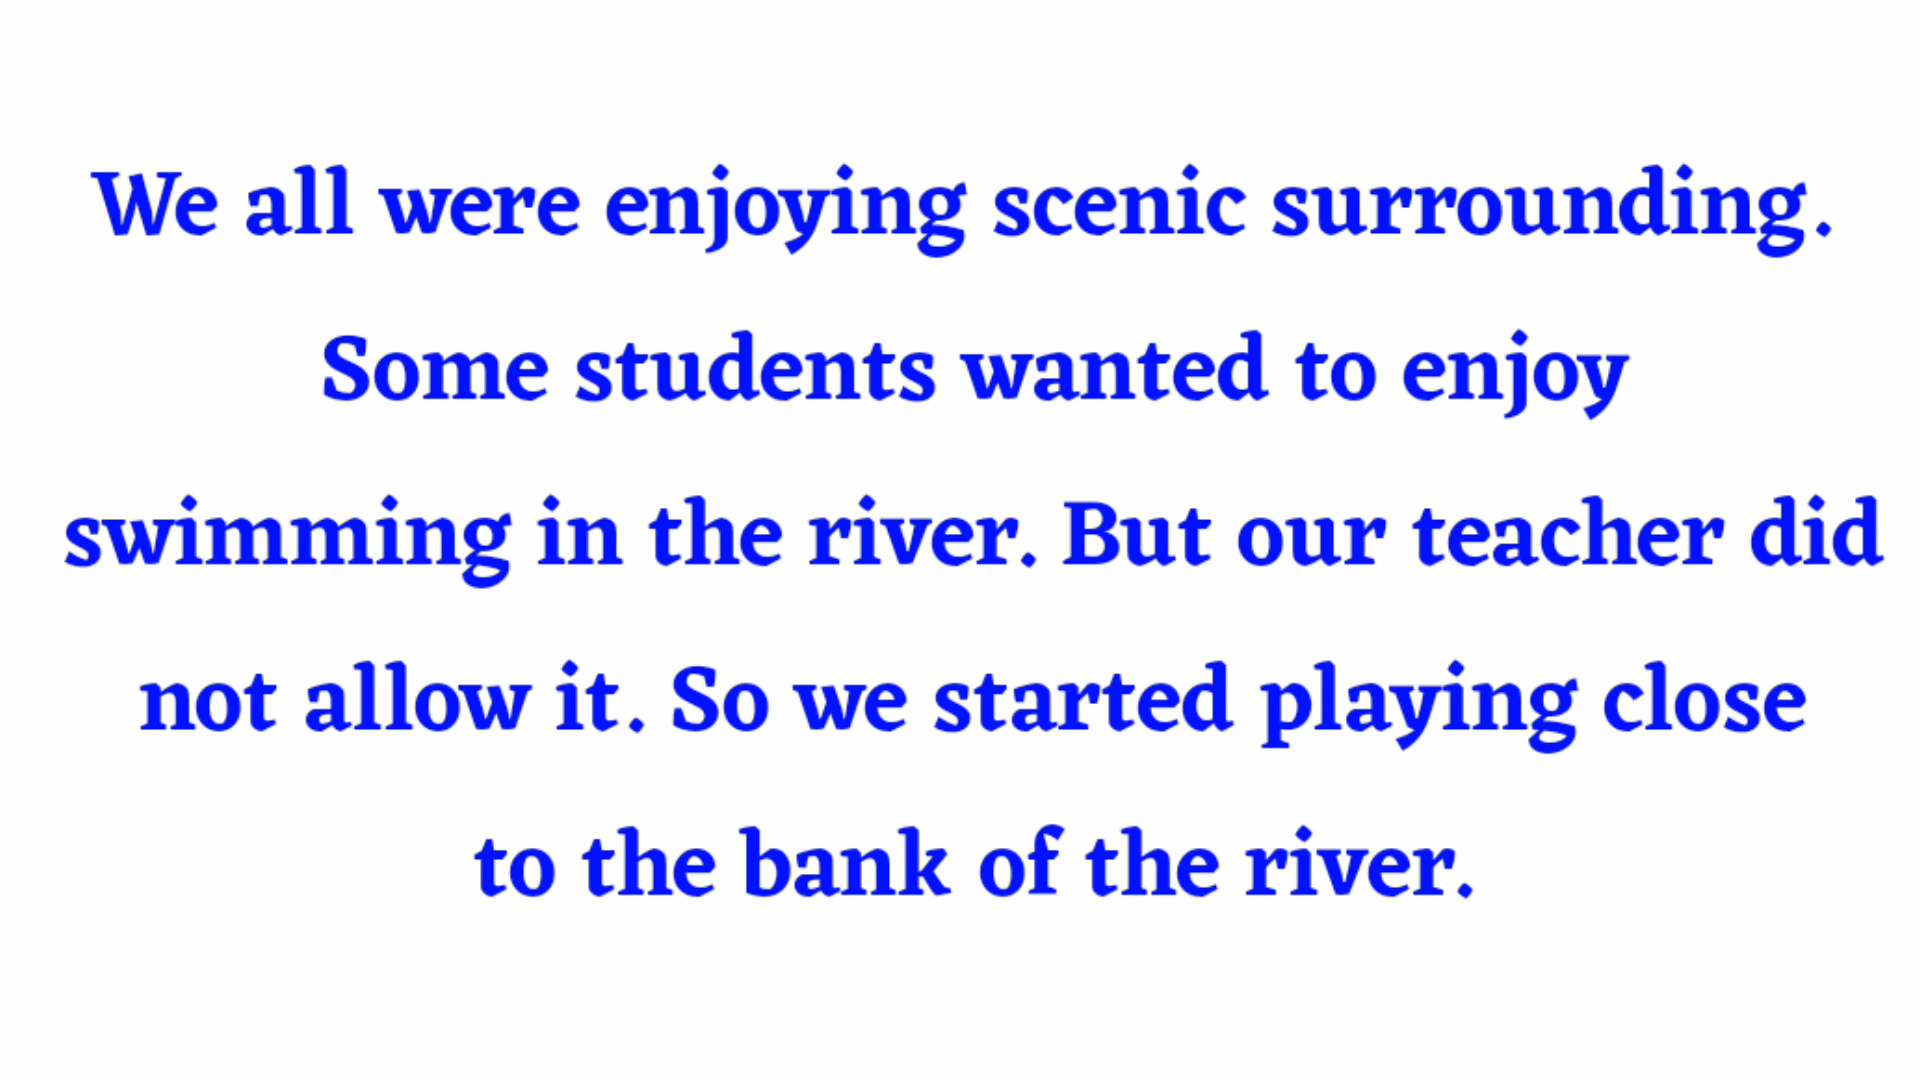 We all were enjoying scenic surrounding.
Some students wanted to enjoy
swimming in the river. But our teacher did
not allow it. So we started playing close
to the bank of the river.